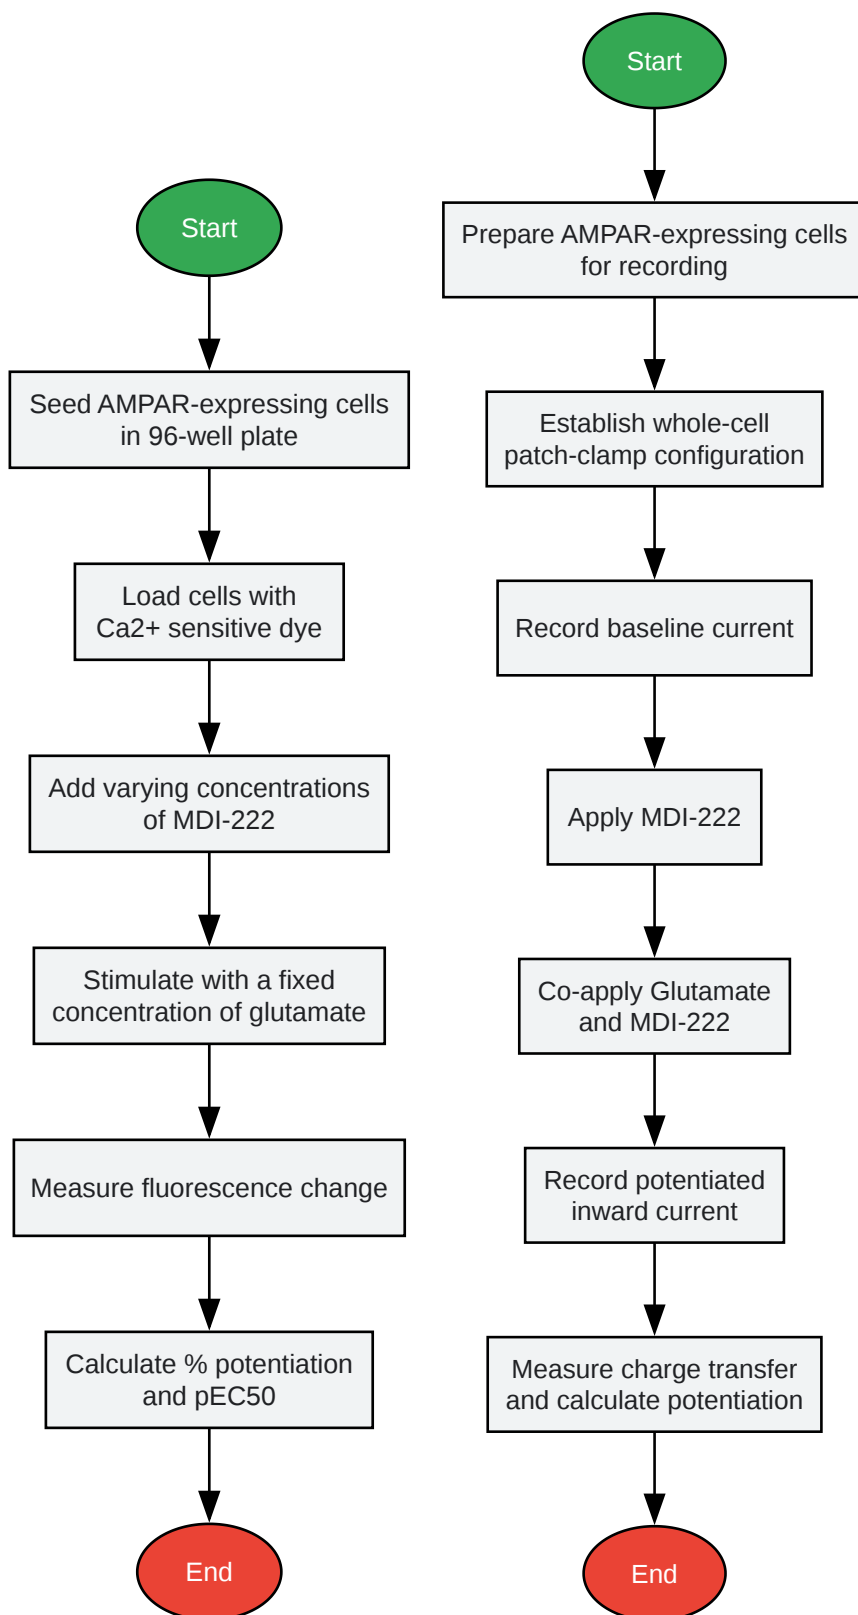 Start
Seed AMPAR-expressing cells
in 96-well plate
Load cells with
Ca2+ sensitive dye
Add varying concentrations
of MDI-222
Stimulate with a fixed
concentration of glutamate
Measure fluorescence change
Calculate % potentiation
and pEC50
End
Start
Prepare AMPAR-expressing cells
for recording
Establish whole-cell
patch-clamp configuration
Record baseline current
Apply MDI-222
Co-apply Glutamate
and MDI-222
Record potentiated
inward current
Measure charge transfer
and calculate potentiation
End